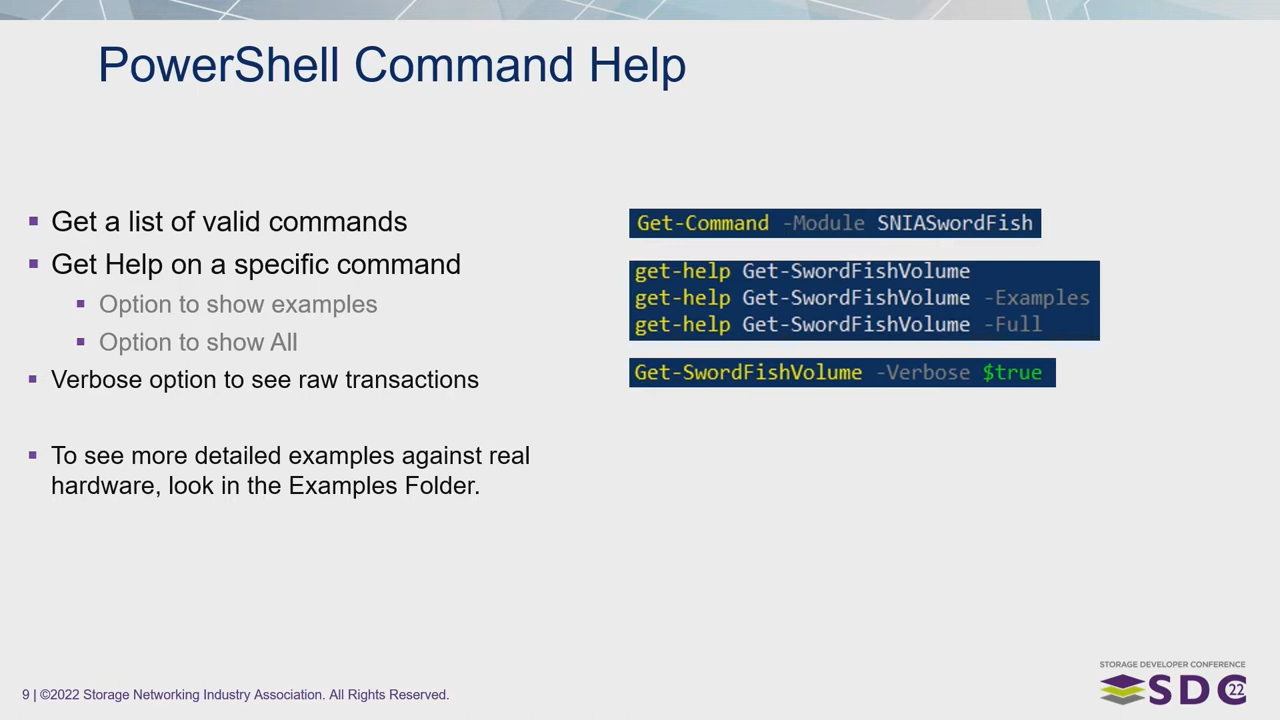 PowerShell Command Help
▪ Get a list of valid commands
▪ Get Help on a specific command
▪ Option to show examples
▪ Option to show All
▪ Verbose option to see raw transactions
▪ To see more detailed examples against real
hardware, look in the Examples Folder.
Get-Command -Module SNIASwordFish
get-help Get-SwordFishVolume
get-help Get-SwordFishVolume -Examples
get-help Get-SwordFishVolume -Full
Get-SwordFishVolume -Verbose $true
9 | ©2022 Storage Networking Industry Association. All Rights Reserved.
STORAGE DEVELOPER CONFERENCE
SDC 22